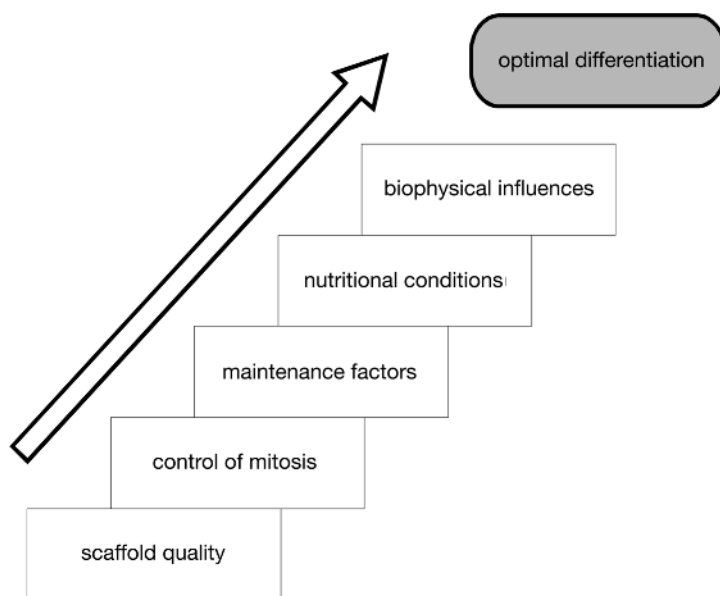 optimal differentiation
biophysical influences
nutritional conditions
maintenance factors
control of mitosis
scaffold quality